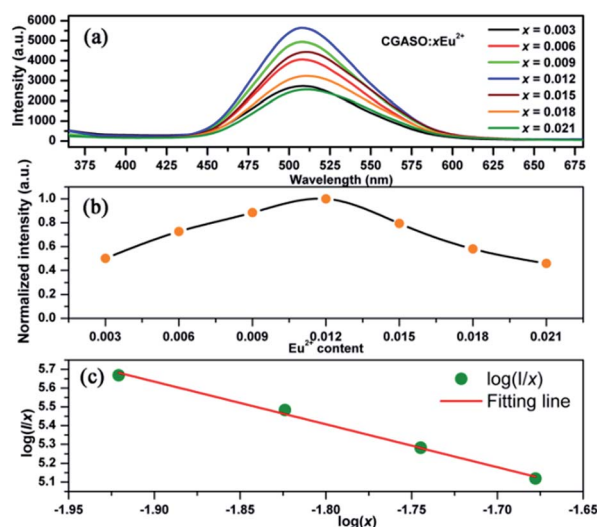 (a)
CGASO:xEu²⁺
x = 0.003
x = 0.006
x = 0.009
x = 0.012
x = 0.015
x = 0.018
x = 0.021
Intensity (a.u.)
6000
5000
4000
3000
2000
1000
0
375 400 425 450 475 500 525 550 575 600 625 650 675
Wavelength (nm)
(b)
Normalized intensity (a.u.)
1.0
0.8
0.6
0.4
0.2
0.0
0.003 0.006 0.009 0.012 0.015 0.018 0.021
Eu²⁺ content
(c)
log(I/x)
Fitting line
log(I/x)
5.7
5.6
5.5
5.4
5.3
5.2
5.1
-1.95 -1.90 -1.85 -1.80 -1.75 -1.70 -1.65
log(x)